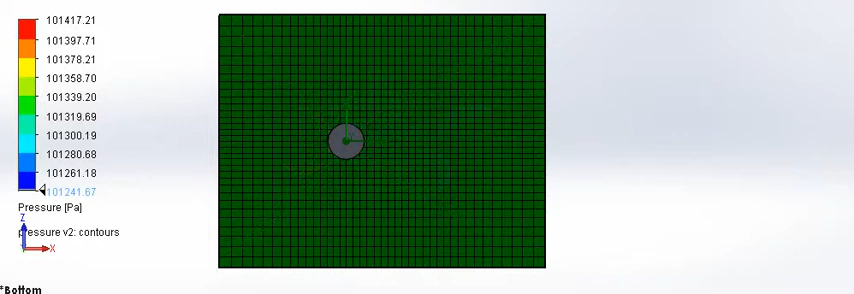 101417.21
101397.71
101378.21
101358.70
101339.20
101319.69
101300.19
101280.68
101261.18
101241.67
Pressure [Pa]
Z
pressure v2: contours
X
*Bottom